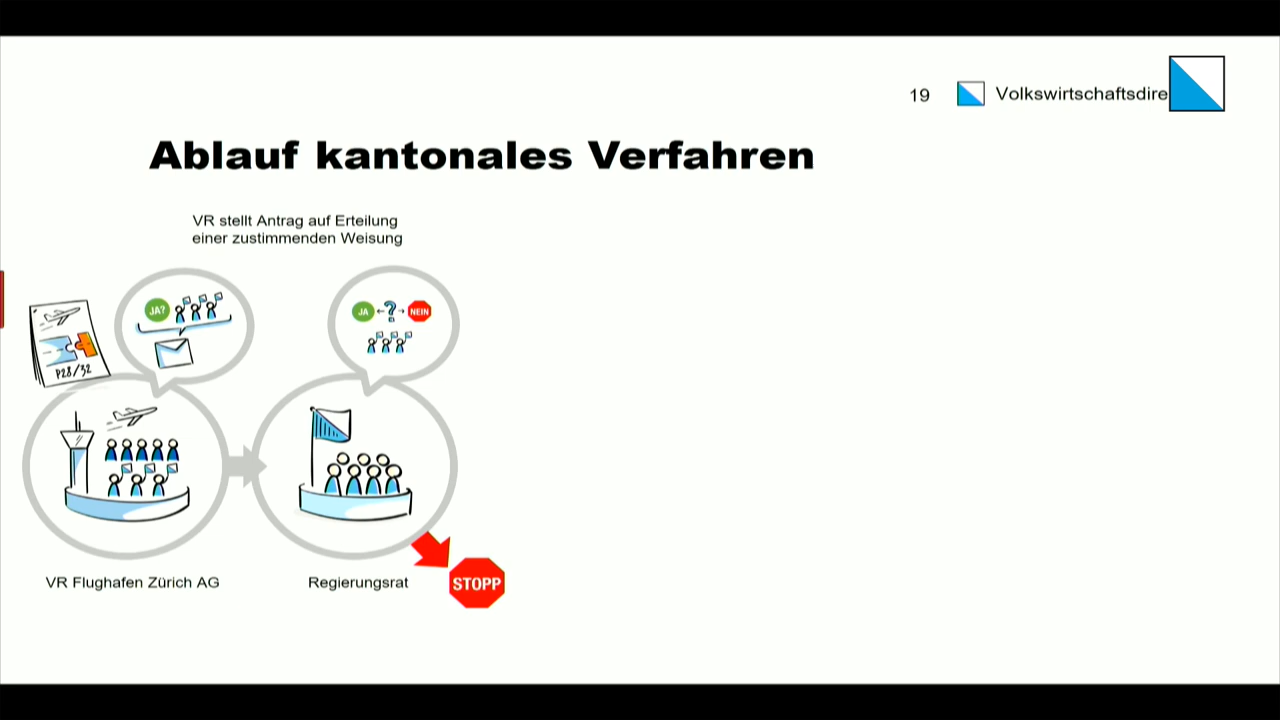 19
Volkswirtschaftsdire
Ablauf kantonales Verfahren
VR stellt Antrag auf Erteilung
einer zustimmenden Weisung
JA?
JA
?
NEIN
P28/32
VR Flughafen Zürich AG
Regierungsrat
STOPP